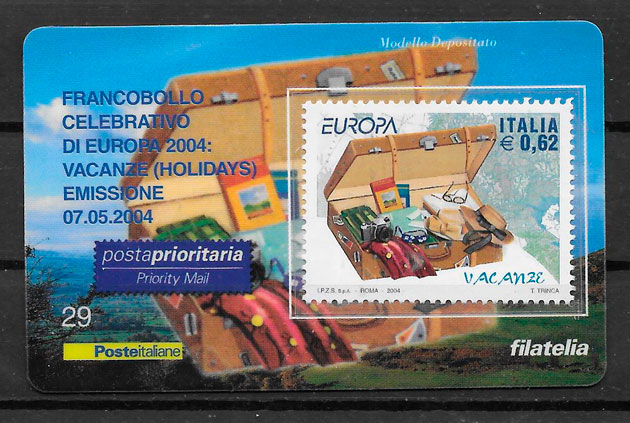 Modello Depositato
FRANCOBOLLO
CELEBRATIVO
DI EUROPA 2004:
VACANZE (HOLIDAYS)
EMISSIONE
07.05.2004
postaprioritaria
Priority Mail
29
Posteitaliane
EUROPA
ITALIA
€ 0,62
VACANZE
I.P.Z.S. S.p.A. - ROMA - 2004
T. TRINCA
filatelia